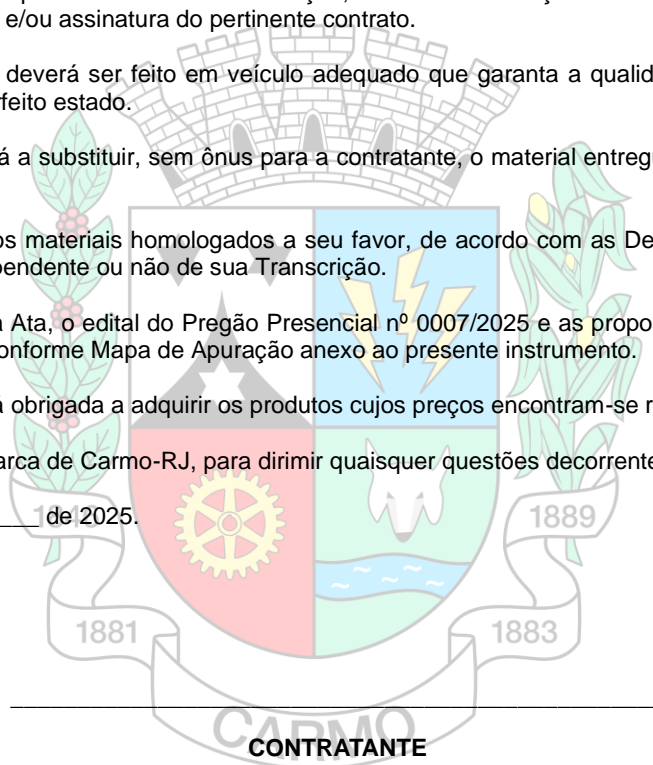 e/ou assinatura do pertinente contrato.
deverá ser feito em veículo adequado que garanta a qualid
feito estado.
á a substituir, sem ônus para a contratante, o material entregu
os materiais homologados a seu favor, de acordo com as De
pendente ou não de sua Transcrição.
a Ata, o edital do Pregão Presencial nº 0007/2025 e as propo
onforme Mapa de Apuração anexo ao presente instrumento.
á obrigada a adquirir os produtos cujos preços encontram-se r
arca de Carmo-RJ, para dirimir quaisquer questões decorrente
___ de 2025.
1889
1881
1883
CARMO
CONTRATANTE